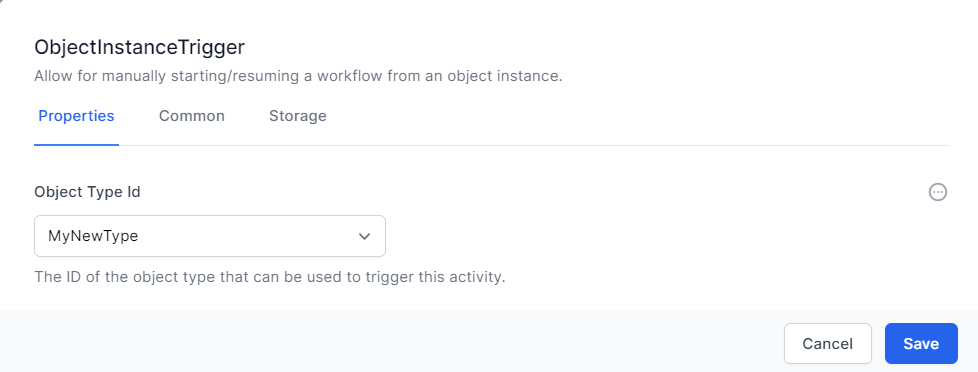 ObjectInstanceTrigger
Allow for manually starting/resuming a workflow from an object instance.
Properties Common Storage
Object Type Id
MyNewType
The ID of the object type that can be used to trigger this activity.
Cancel Save